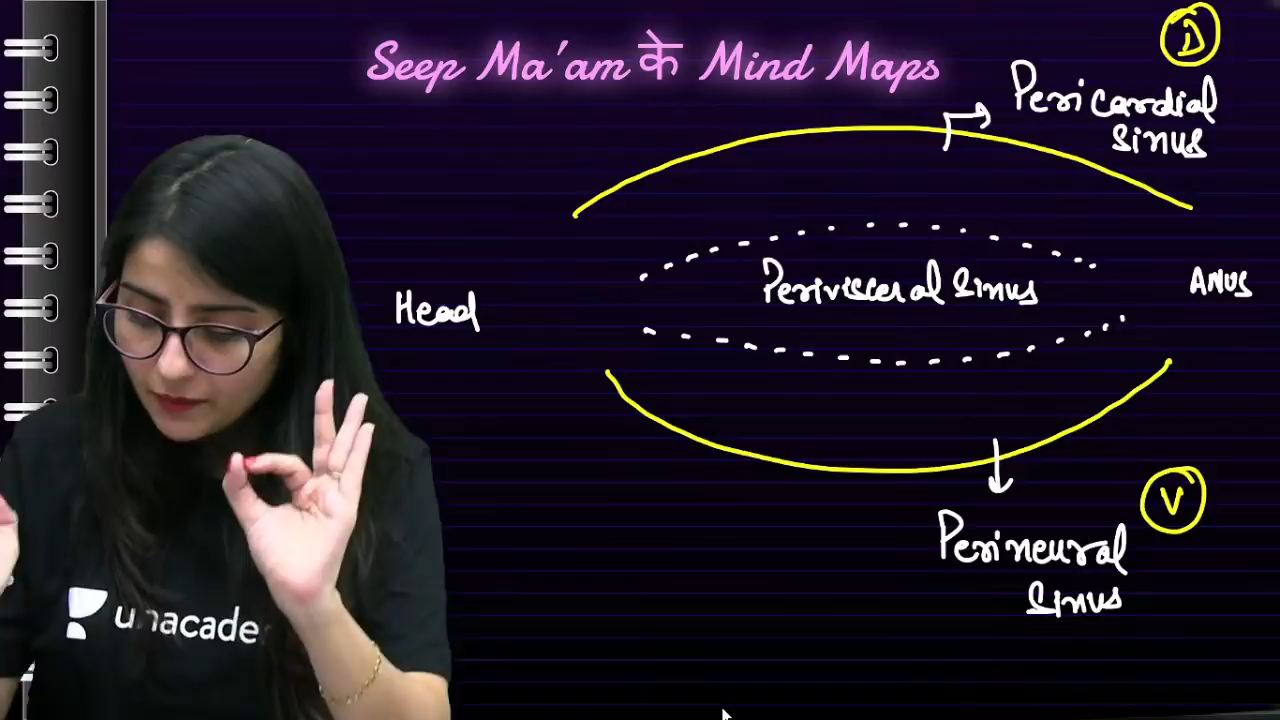 Seep Ma'am के Mind Maps
D
Pericardial
Sinus
Perivisceral Sinus
Anus
Head
V
Perineural
Sinus
unacade